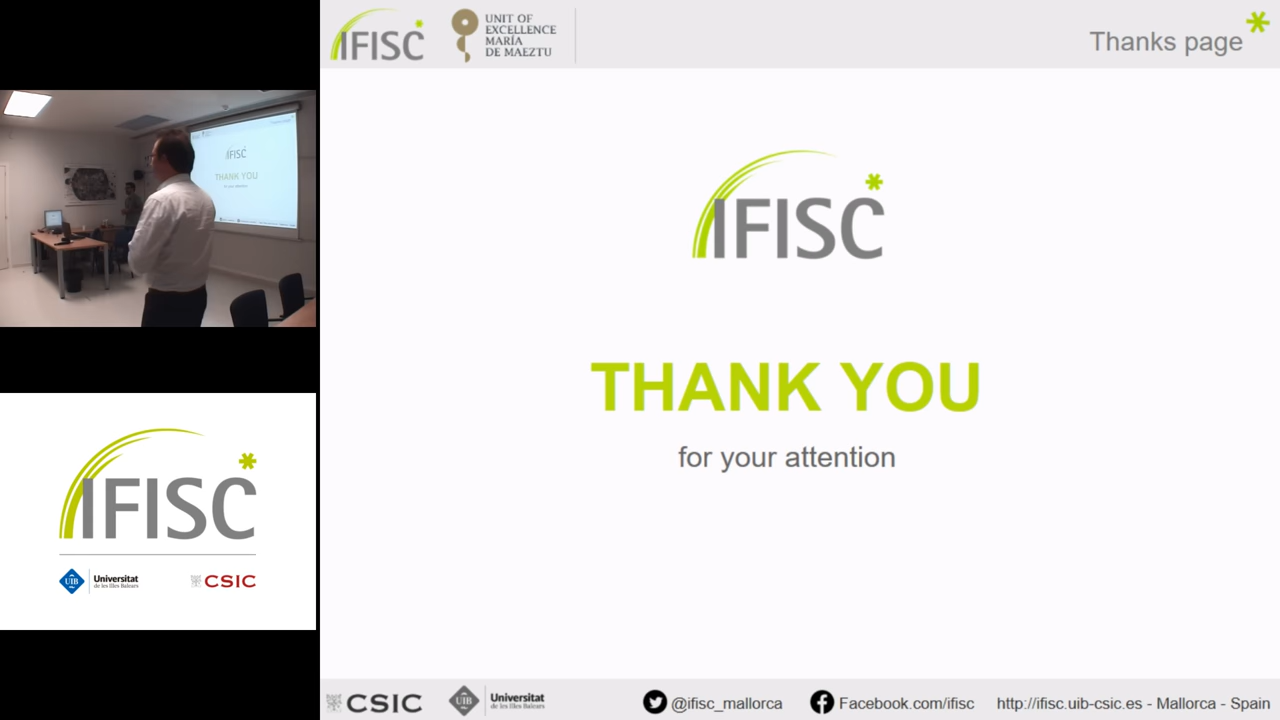 IFISC
THANK YOU
IFISC
Universitat
de les Illes Balears
CSIC
IFISC
UNIT OF
EXCELLENCE
MARÍA
DE MAEZTU
Thanks page
IFISC
THANK YOU
for your attention
CSIC
Universitat
de les Illes Balears
@ifisc_mallorca
Facebook.com/ifisc
http://ifisc.uib-csic.es - Mallorca - Spain